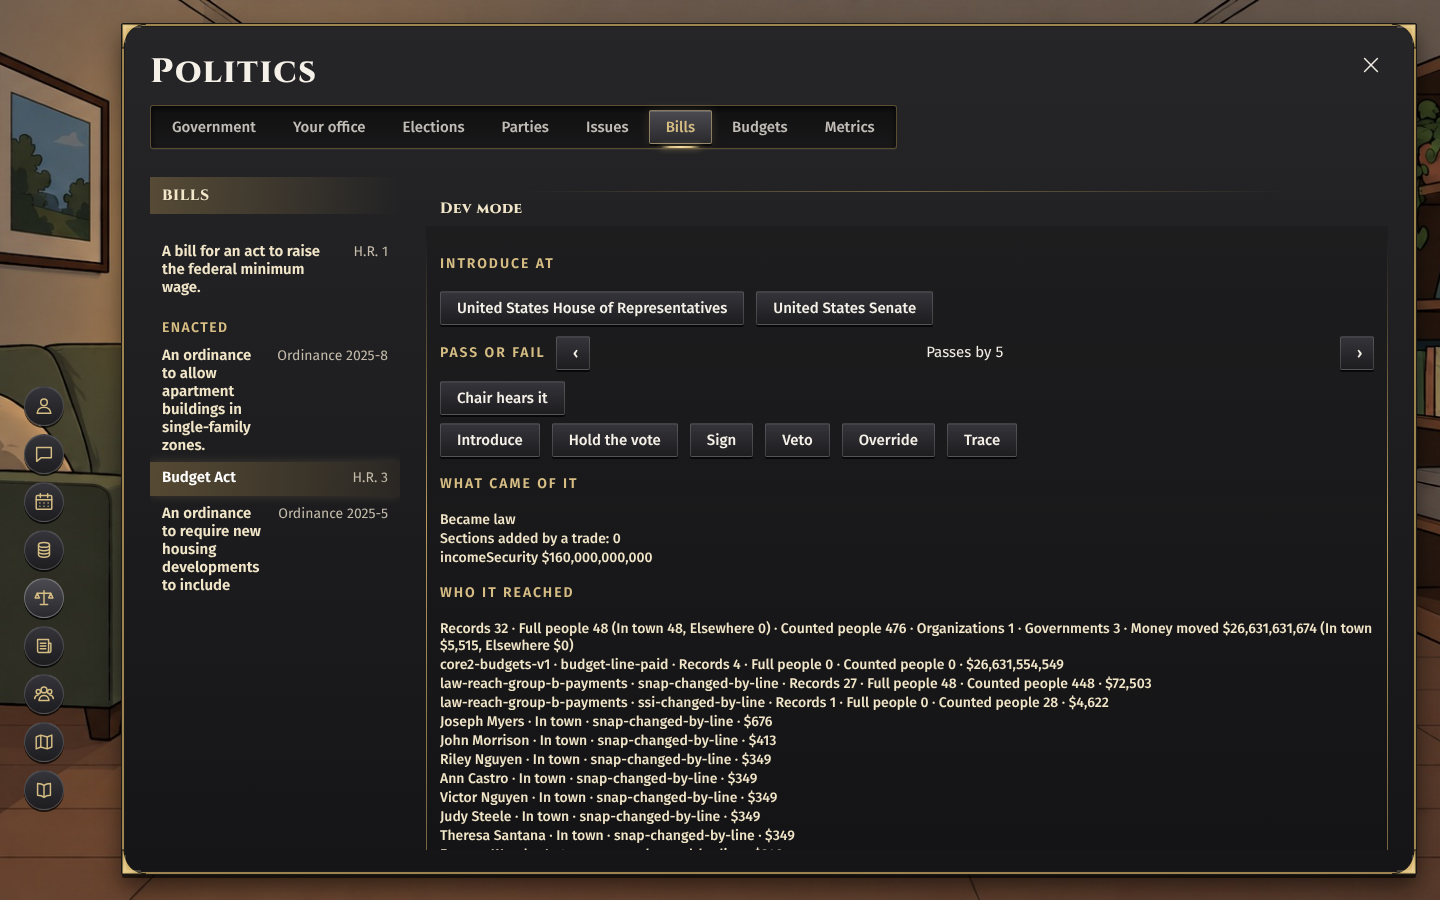 Politics
Government
Your office
Elections
Parties
Issues
Bills
Budgets
Metrics
BILLS
A bill for an act to raise the federal minimum wage.
H.R. 1
ENACTED
An ordinance to allow apartment buildings in single-family zones.
Ordinance 2025-8
Budget Act
H.R. 3
An ordinance to require new housing developments to include
Ordinance 2025-5
Dev mode
INTRODUCE AT
United States House of Representatives
United States Senate
PASS OR FAIL
‹
Passes by 5
›
Chair hears it
Introduce
Hold the vote
Sign
Veto
Override
Trace
WHAT CAME OF IT
Became law
Sections added by a trade: 0
incomeSecurity $160,000,000,000
WHO IT REACHED
Records 32 · Full people 48 (In town 48, Elsewhere 0) · Counted people 476 · Organizations 1 · Governments 3 · Money moved $26,631,631,674 (In town
$5,515, Elsewhere $0)
core2-budgets-v1 · budget-line-paid · Records 4 · Full people 0 · Counted people 0 · $26,631,554,549
law-reach-group-b-payments · snap-changed-by-line · Records 27 · Full people 48 · Counted people 448 · $72,503
law-reach-group-b-payments · ssi-changed-by-line · Records 1 · Full people 0 · Counted people 28 · $4,622
Joseph Myers · In town · snap-changed-by-line · $676
John Morrison · In town · snap-changed-by-line · $413
Riley Nguyen · In town · snap-changed-by-line · $349
Ann Castro · In town · snap-changed-by-line · $349
Victor Nguyen · In town · snap-changed-by-line · $349
Judy Steele · In town · snap-changed-by-line · $349
Theresa Santana · In town · snap-changed-by-line · $349